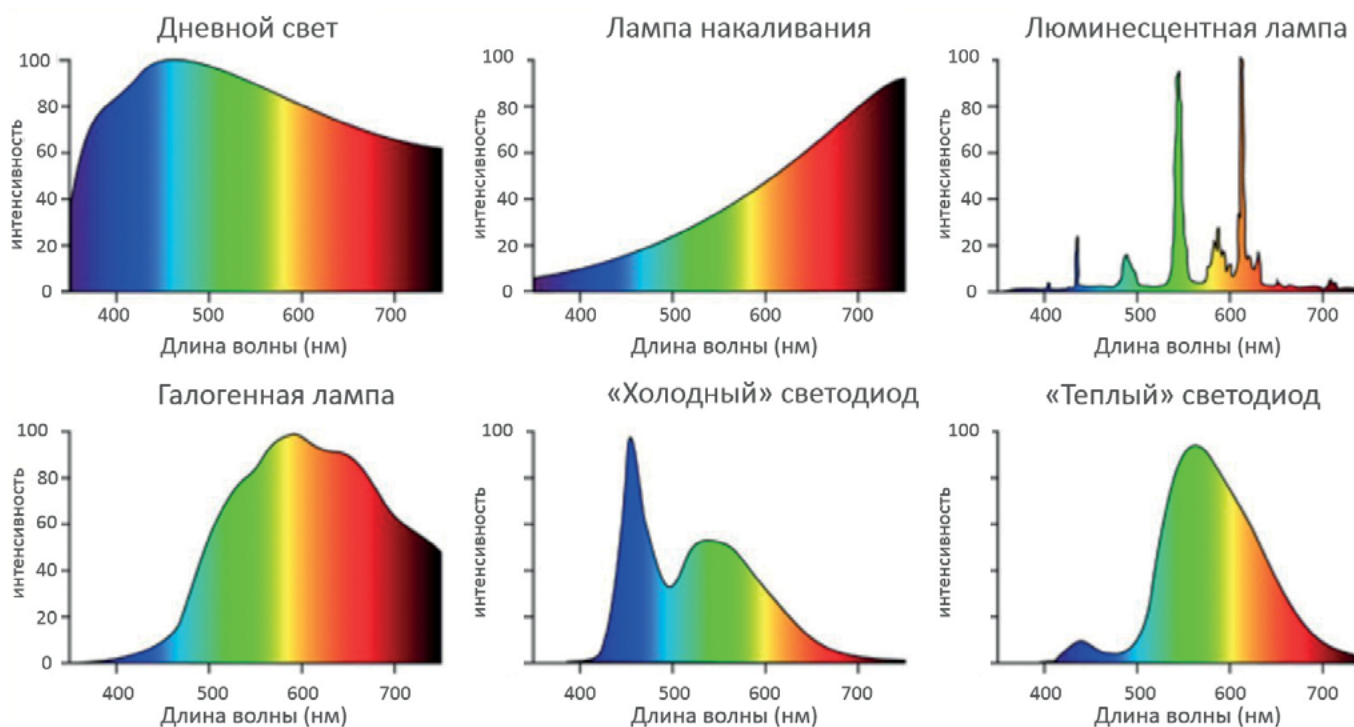 Дневной свет
100
80
60
40
20
0
интенсивность
400 500 600 700
Длина волны (нм)
Лампа накаливания
100
80
60
40
20
0
интенсивность
400 500 600 700
Длина волны (нм)
Люминесцентная лампа
100
80
60
40
20
0
интенсивность
400 500 600 700
Длина волны (нм)
Галогенная лампа
100
80
60
40
20
0
интенсивность
400 500 600 700
Длина волны (нм)
«Холодный» светодиод
100
интенсивность
400 500 600 700
Длина волны (нм)
«Теплый» светодиод
100
интенсивность
400 500 600 700
Длина волны (нм)